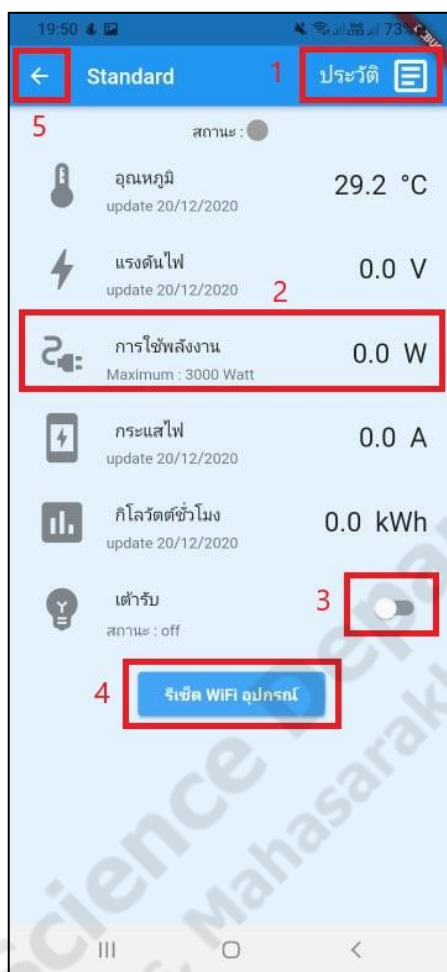 19:50
73%
Standard
1
ประวัติ
5
สถานะ :
อุณหภูมิ
29.2 °C
update 20/12/2020
แรงดันไฟ
0.0 V
update 20/12/2020
2
การใช้พลังงาน
0.0 W
Maximum : 3000 Watt
กระแสไฟ
0.0 A
update 20/12/2020
กิโลวัตต์ชั่วโมง
0.0 kWh
update 20/12/2020
เต้ารับ
3
สถานะ : off
4
ริเซ็ต WiFi อุปกรณ์
Science Depar
& Mahasarakh